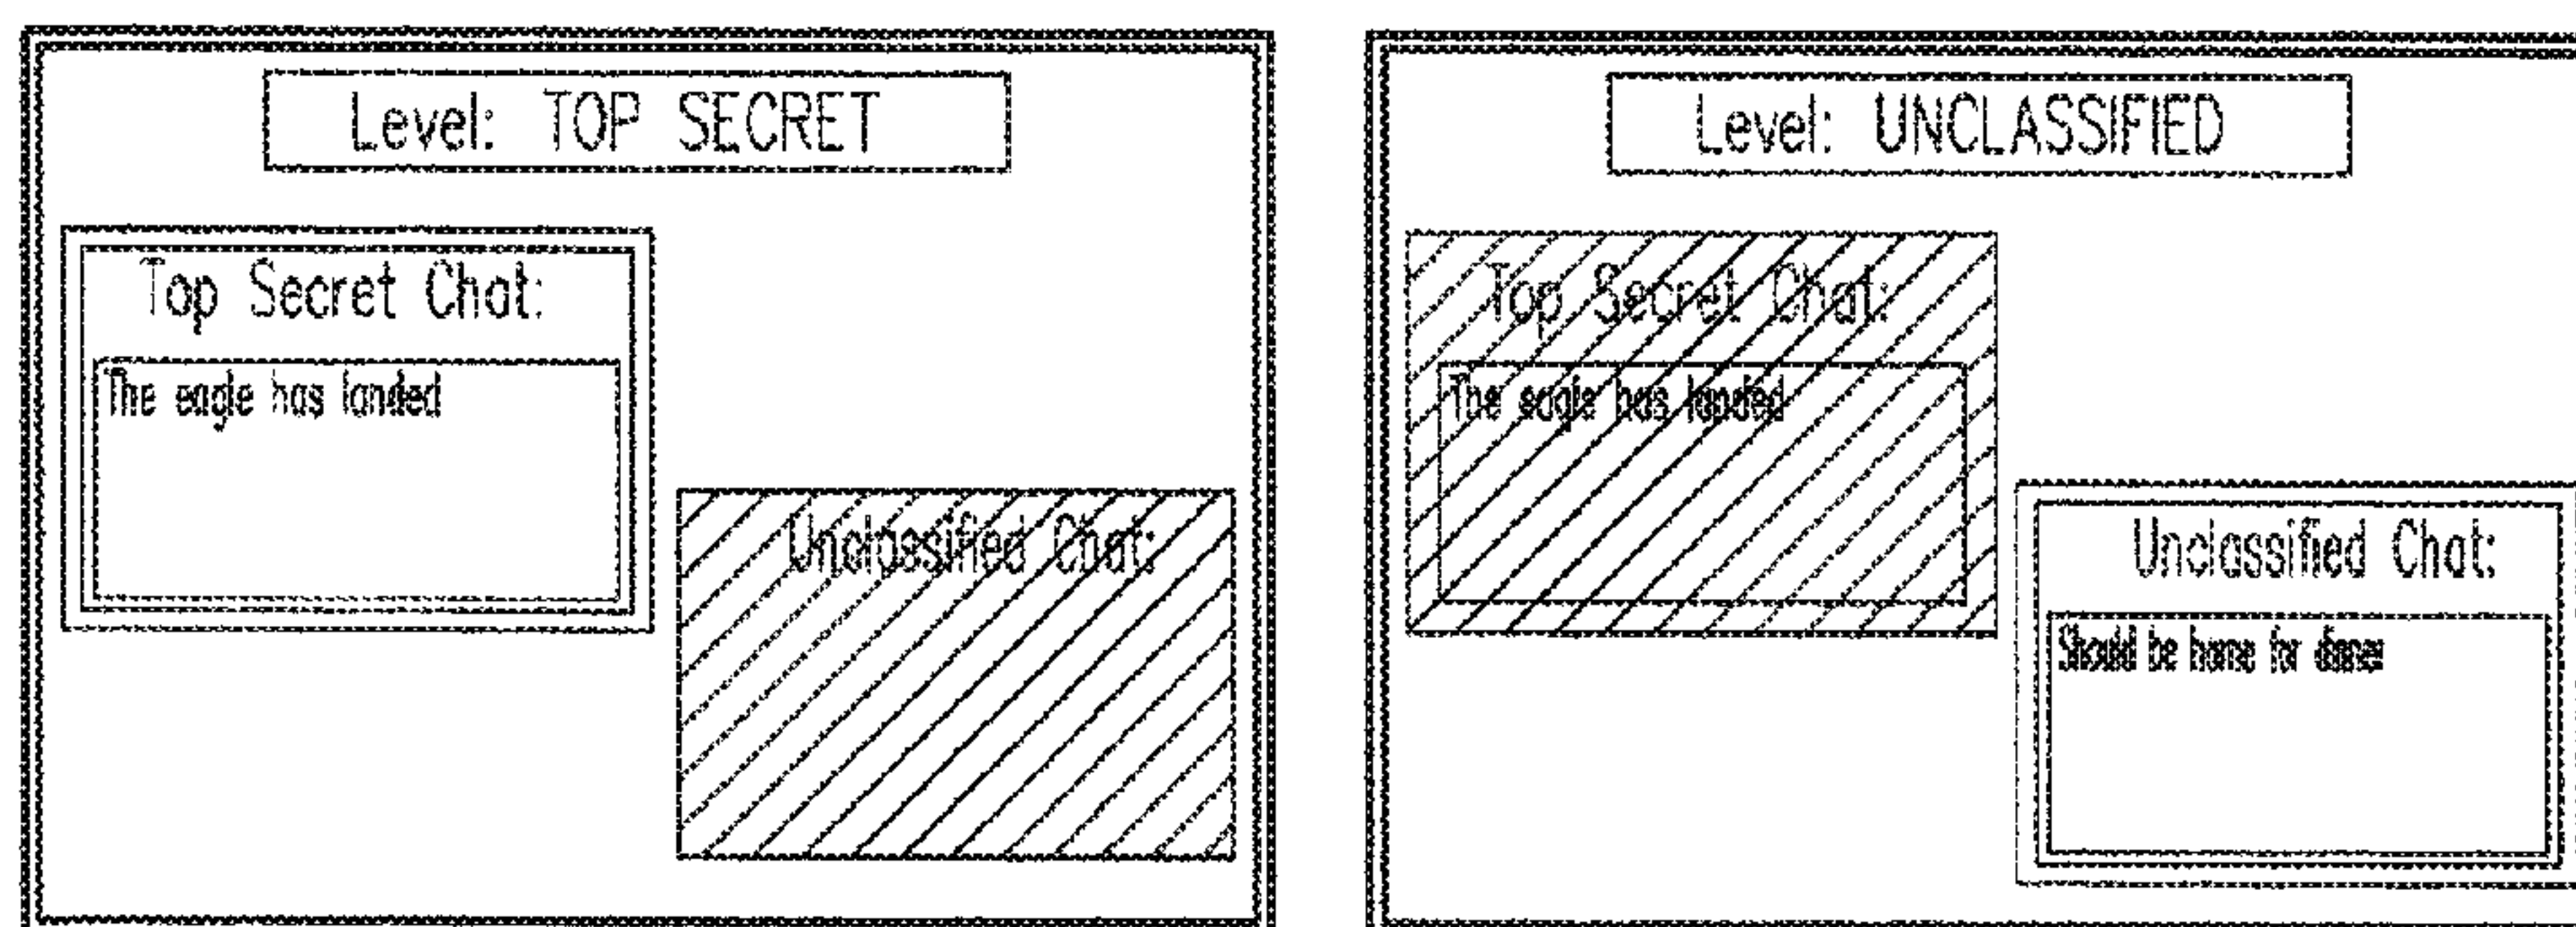 Level: TOP SECRET
Top Secret Chat:
The eagle has landed
Unclassified Chat:
Level: UNCLASSIFIED
Top Secret Chat:
The eagle has landed
Unclassified Chat:
Should be home for dinner